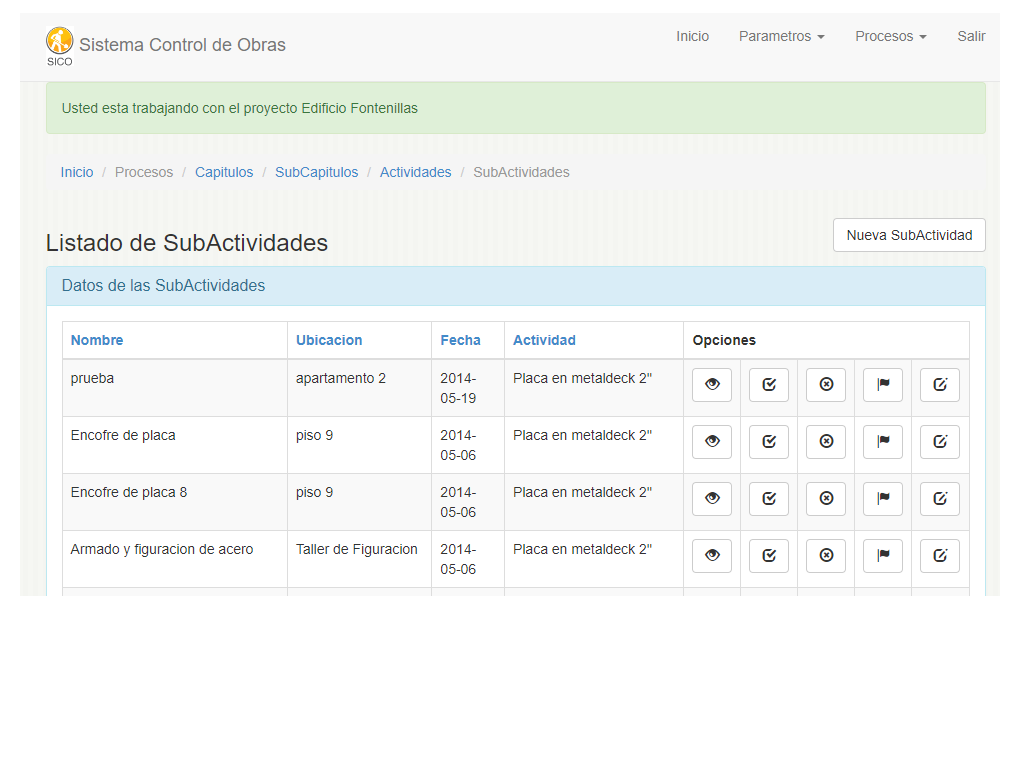 SICO
Sistema Control de Obras
Inicio Parametros Procesos Salir
Usted esta trabajando con el proyecto Edificio Fontenillas
Inicio / Procesos / Capitulos / SubCapitulos / Actividades / SubActividades
Listado de SubActividades
Nueva SubActividad
Datos de las SubActividades
Nombre Ubicacion Fecha Actividad Opciones
prueba apartamento 2 2014- Placa en metaldeck 2"
05-19
Encofre de placa piso 9 2014- Placa en metaldeck 2"
05-06
Encofre de placa 8 piso 9 2014- Placa en metaldeck 2"
05-06
Armado y figuracion de acero Taller de Figuracion 2014- Placa en metaldeck 2"
05-06